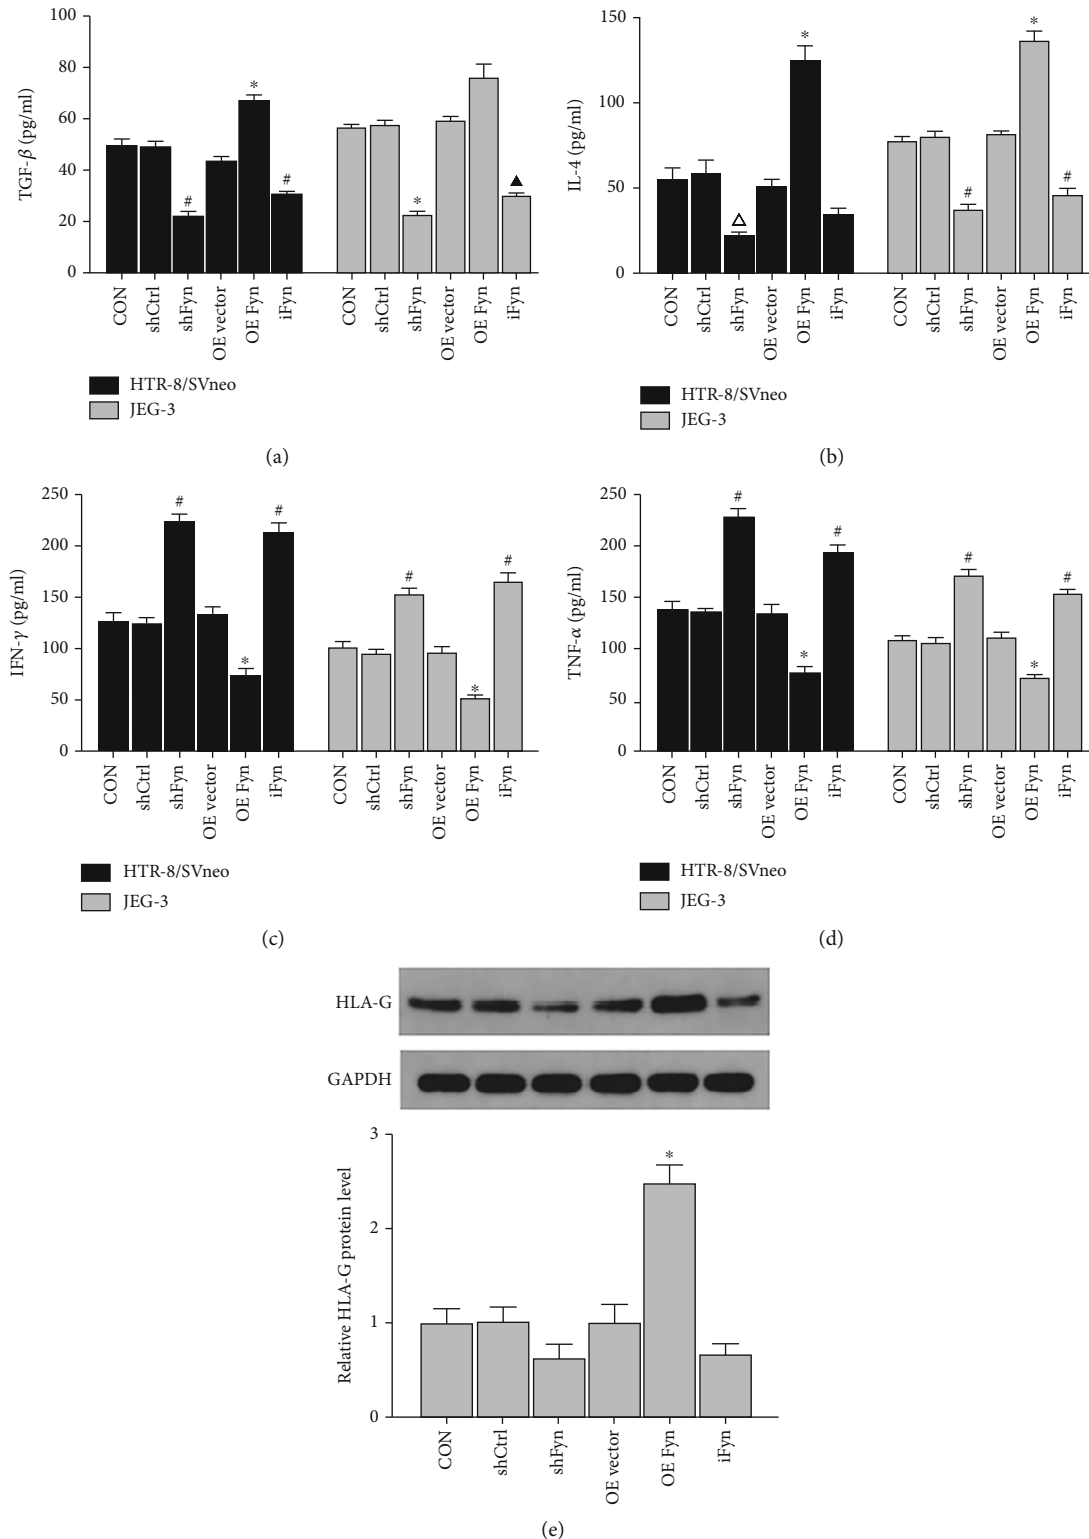 100
80
60
40
20
0
TGF-β (pg/ml)
*
#
#
*
▲
CON
shCtrl
shFyn
OE vector
OE Fyn
iFyn
CON
shCtrl
shFyn
OE vector
OE Fyn
iFyn
HTR-8/SVneo
JEG-3
(a)
150
100
50
0
IL-4 (pg/ml)
△
*
#
*
#
CON
shCtrl
shFyn
OE vector
OE Fyn
iFyn
CON
shCtrl
shFyn
OE vector
OE Fyn
iFyn
HTR-8/SVneo
JEG-3
(b)
250
200
150
100
50
0
IFN-γ (pg/ml)
#
*
#
#
*
#
CON
shCtrl
shFyn
OE vector
OE Fyn
iFyn
CON
shCtrl
shFyn
OE vector
OE Fyn
iFyn
HTR-8/SVneo
JEG-3
(c)
250
200
150
100
50
0
TNF-α (pg/ml)
#
*
#
#
*
#
CON
shCtrl
shFyn
OE vector
OE Fyn
iFyn
CON
shCtrl
shFyn
OE vector
OE Fyn
iFyn
HTR-8/SVneo
JEG-3
(d)
HLA-G
GAPDH
3
2
1
0
Relative HLA-G protein level
*
CON
shCtrl
shFyn
OE vector
OE Fyn
iFyn
(e)